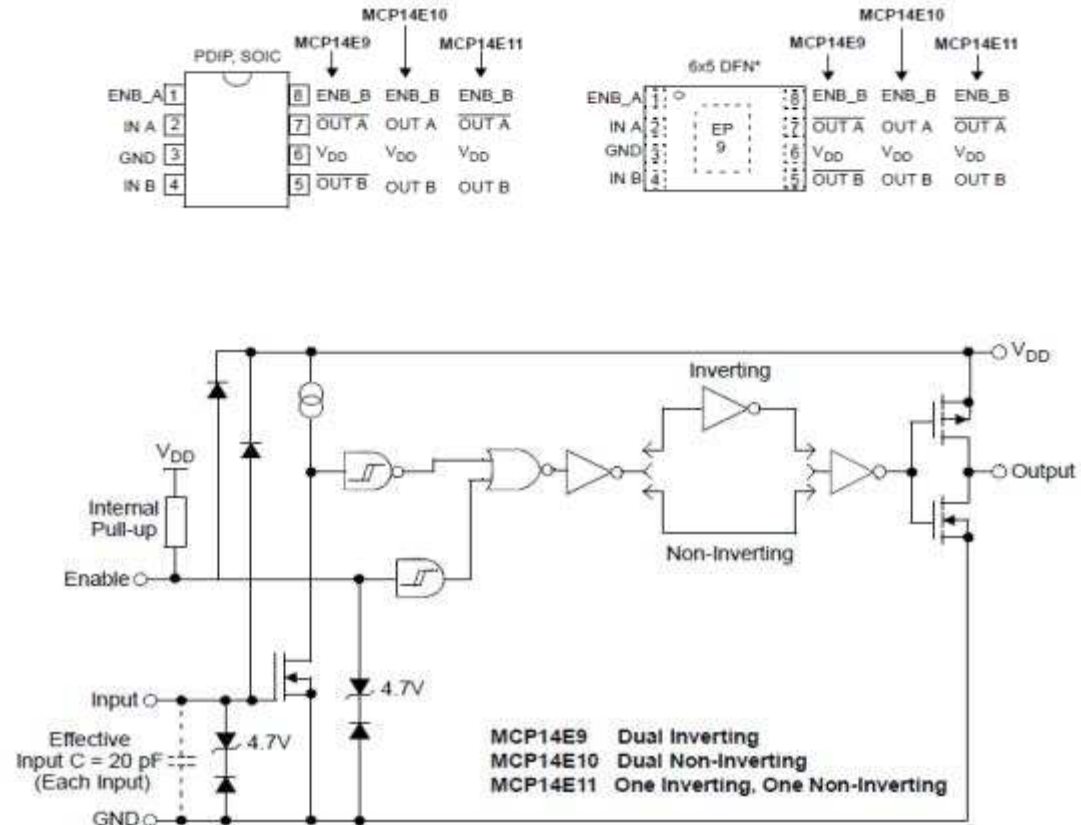 MCP14E10
MCP14E9
MCP14E11
PDIP, SOIC
ENB_A 1
8 ENB_B ENB_B ENB_B
IN A 2
7 OUT A OUT A OUT A
GND 3
6 VDD VDD VDD
IN B 4
5 OUT B OUT B OUT B
MCP14E10
MCP14E9
MCP14E11
6x5 DFN*
ENB_A 1
8 ENB_B ENB_B ENB_B
IN A 2
EP
9
7 OUT A OUT A OUT A
GND 3
6 VDD VDD VDD
IN B 4
5 OUT B OUT B OUT B
VDD
Inverting
VDD
Internal
Pull-up
Output
Non-Inverting
Enable
4.7V
Input
Effective
Input C = 20 pF
(Each Input)
4.7V
MCP14E9 Dual Inverting
MCP14E10 Dual Non-Inverting
MCP14E11 One Inverting, One Non-Inverting
GND